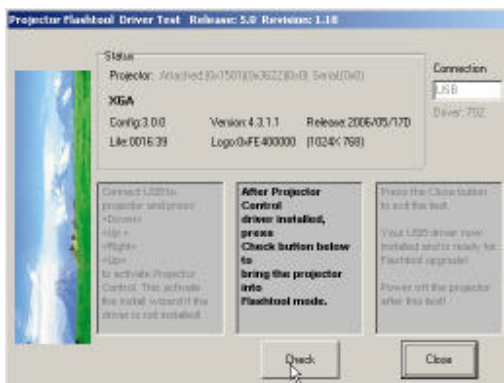 Projector Flashtool Driver Test   Release: 5.0 Revision: 1.18
Status
Projector: Attached
XGA
Config:3.0.0 Version:4.3.1.1 Release:2006/05/17D
Life:0016:39 Logo:0xFE400000 (1024X 768)
Connection
USB
Driver: 702
Connect USB to
projector and press
<Down>
<Up >
<Right>
<Up>
to activate Projector
Control. This activate
the install wizard if the
driver is not installed!
After Projector
Control
driver installed,
press
Check button below
to
bring the projector
into
Flashtool mode.
Press the Close button
to exit the test.
Your USB driver now
installed and is ready for
Flashtool upgrade!
Power off the projector
after this test!
Check
Close